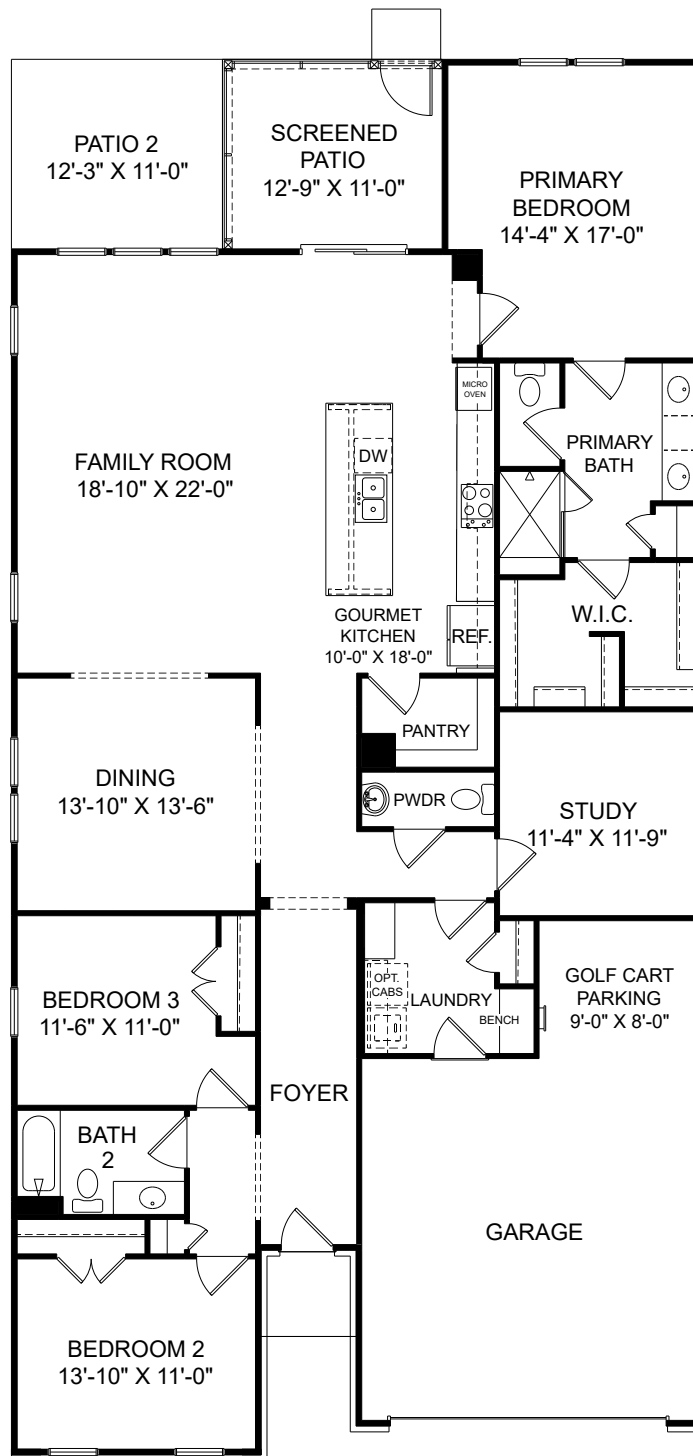 PATIO 2
12'-3" X 11'-0"
SCREENED
PATIO
12'-9" X 11'-0"
PRIMARY
BEDROOM
14'-4" X 17'-0"
MICRO
OVEN
FAMILY ROOM
18'-10" X 22'-0"
DW
PRIMARY
BATH
GOURMET
KITCHEN
10'-0" X 18'-0"
REF.
W.I.C.
PANTRY
DINING
13'-10" X 13'-6"
PWDR
STUDY
11'-4" X 11'-9"
BEDROOM 3
11'-6" X 11'-0"
OPT.
CABS
LAUNDRY
BENCH
GOLF CART
PARKING
9'-0" X 8'-0"
FOYER
BATH
2
GARAGE
BEDROOM 2
13'-10" X 11'-0"